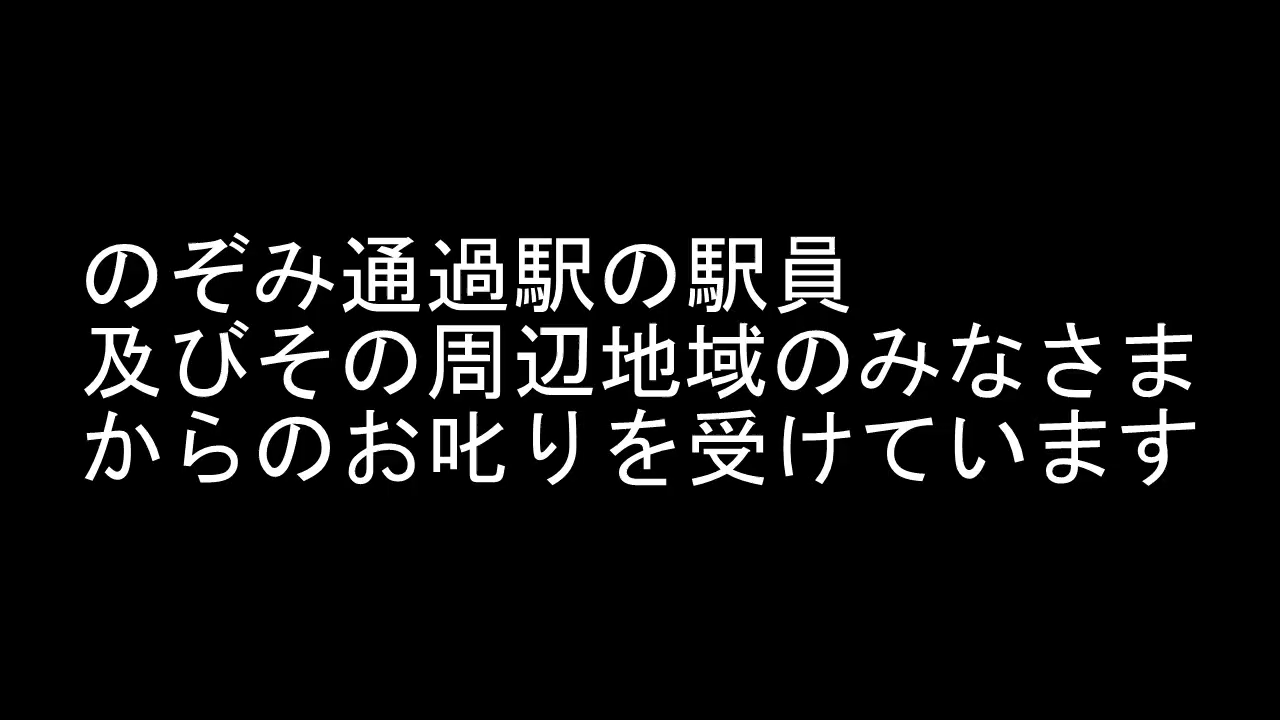 のぞみ通過駅の駅員
及びその周辺地域のみなさま
からのお叱りを受けています